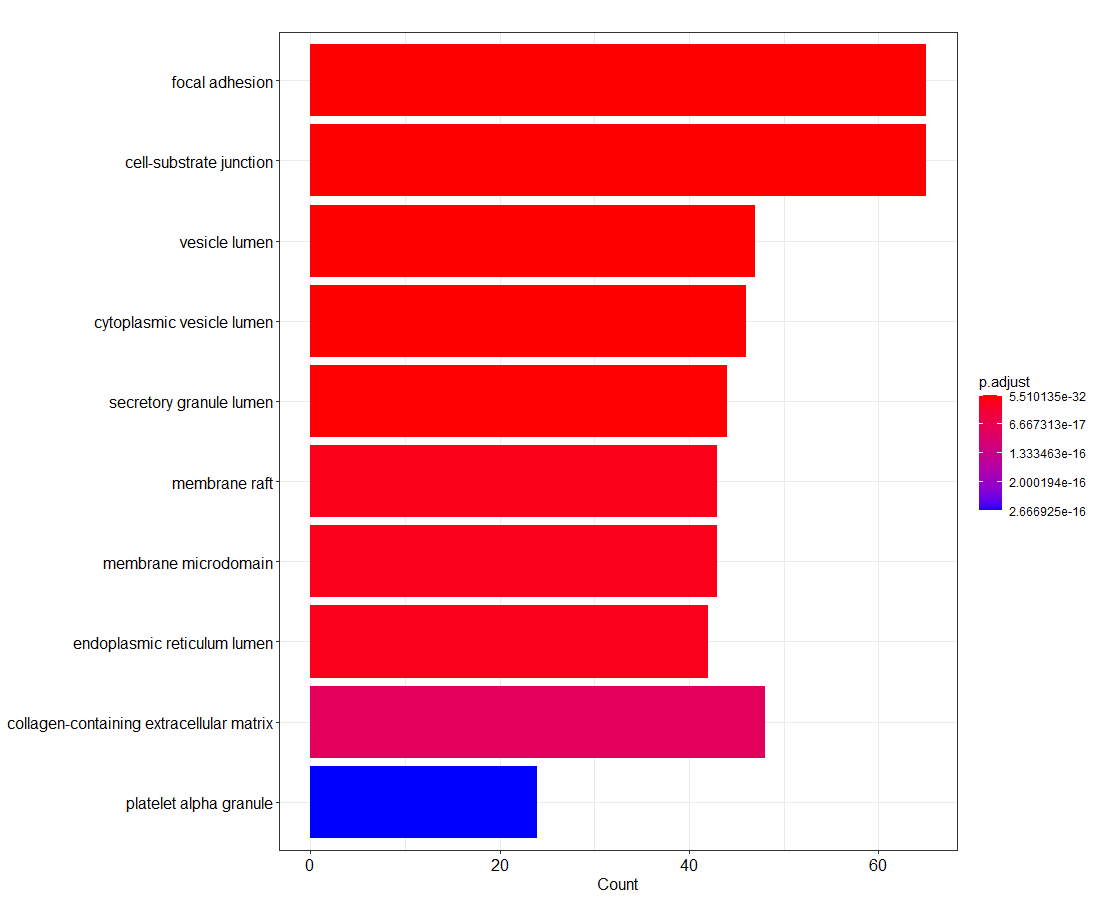 focal adhesion
cell-substrate junction
vesicle lumen
cytoplasmic vesicle lumen
secretory granule lumen
membrane raft
membrane microdomain
endoplasmic reticulum lumen
collagen-containing extracellular matrix
platelet alpha granule
0 20 40 60
Count
p.adjust
5.510135e-32
6.667313e-17
1.333463e-16
2.000194e-16
2.666925e-16